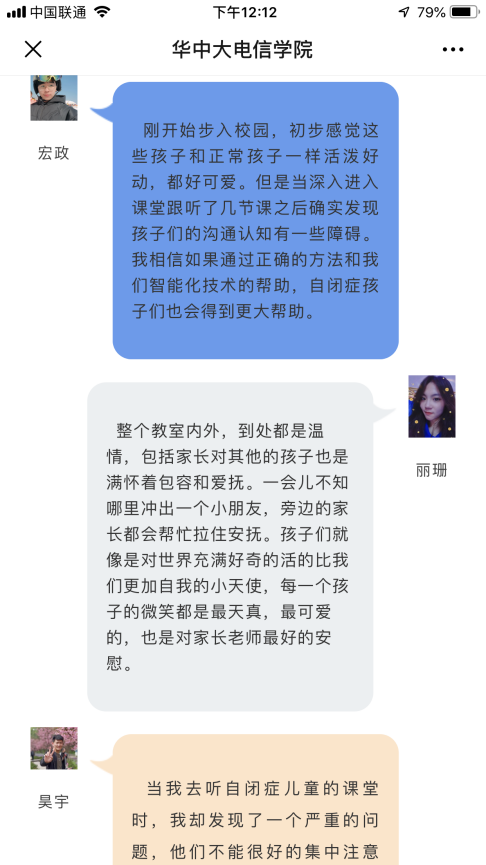 中国联通 下午12:12 79%
华中大电信学院
刚开始步入校园，初步感觉这
些孩子和正常孩子一样活泼好
动，都好可爱。但是当深入进入
课堂跟听了几节课之后确实发现
孩子们的沟通认知有一些障碍。
我相信如果通过正确的方法和我
们智能化技术的帮助，自闭症孩
子们也会得到更大帮助。
宏政
整个教室内外，到处都是温
情，包括家长对其他的孩子也是
满怀着包容和爱抚。一会儿不知
哪里冲出一个小朋友，旁边的家
长都会帮忙拉住安抚。孩子们就
像是对世界充满好奇的活的比我
们更加自我的小天使，每一个孩
子的微笑都是最天真，最可爱
的，也是对家长老师最好的安
慰。
丽珊
当我去听自闭症儿童的课堂
时，我却发现了一个严重的问
题，他们不能很好的集中注意
昊宇